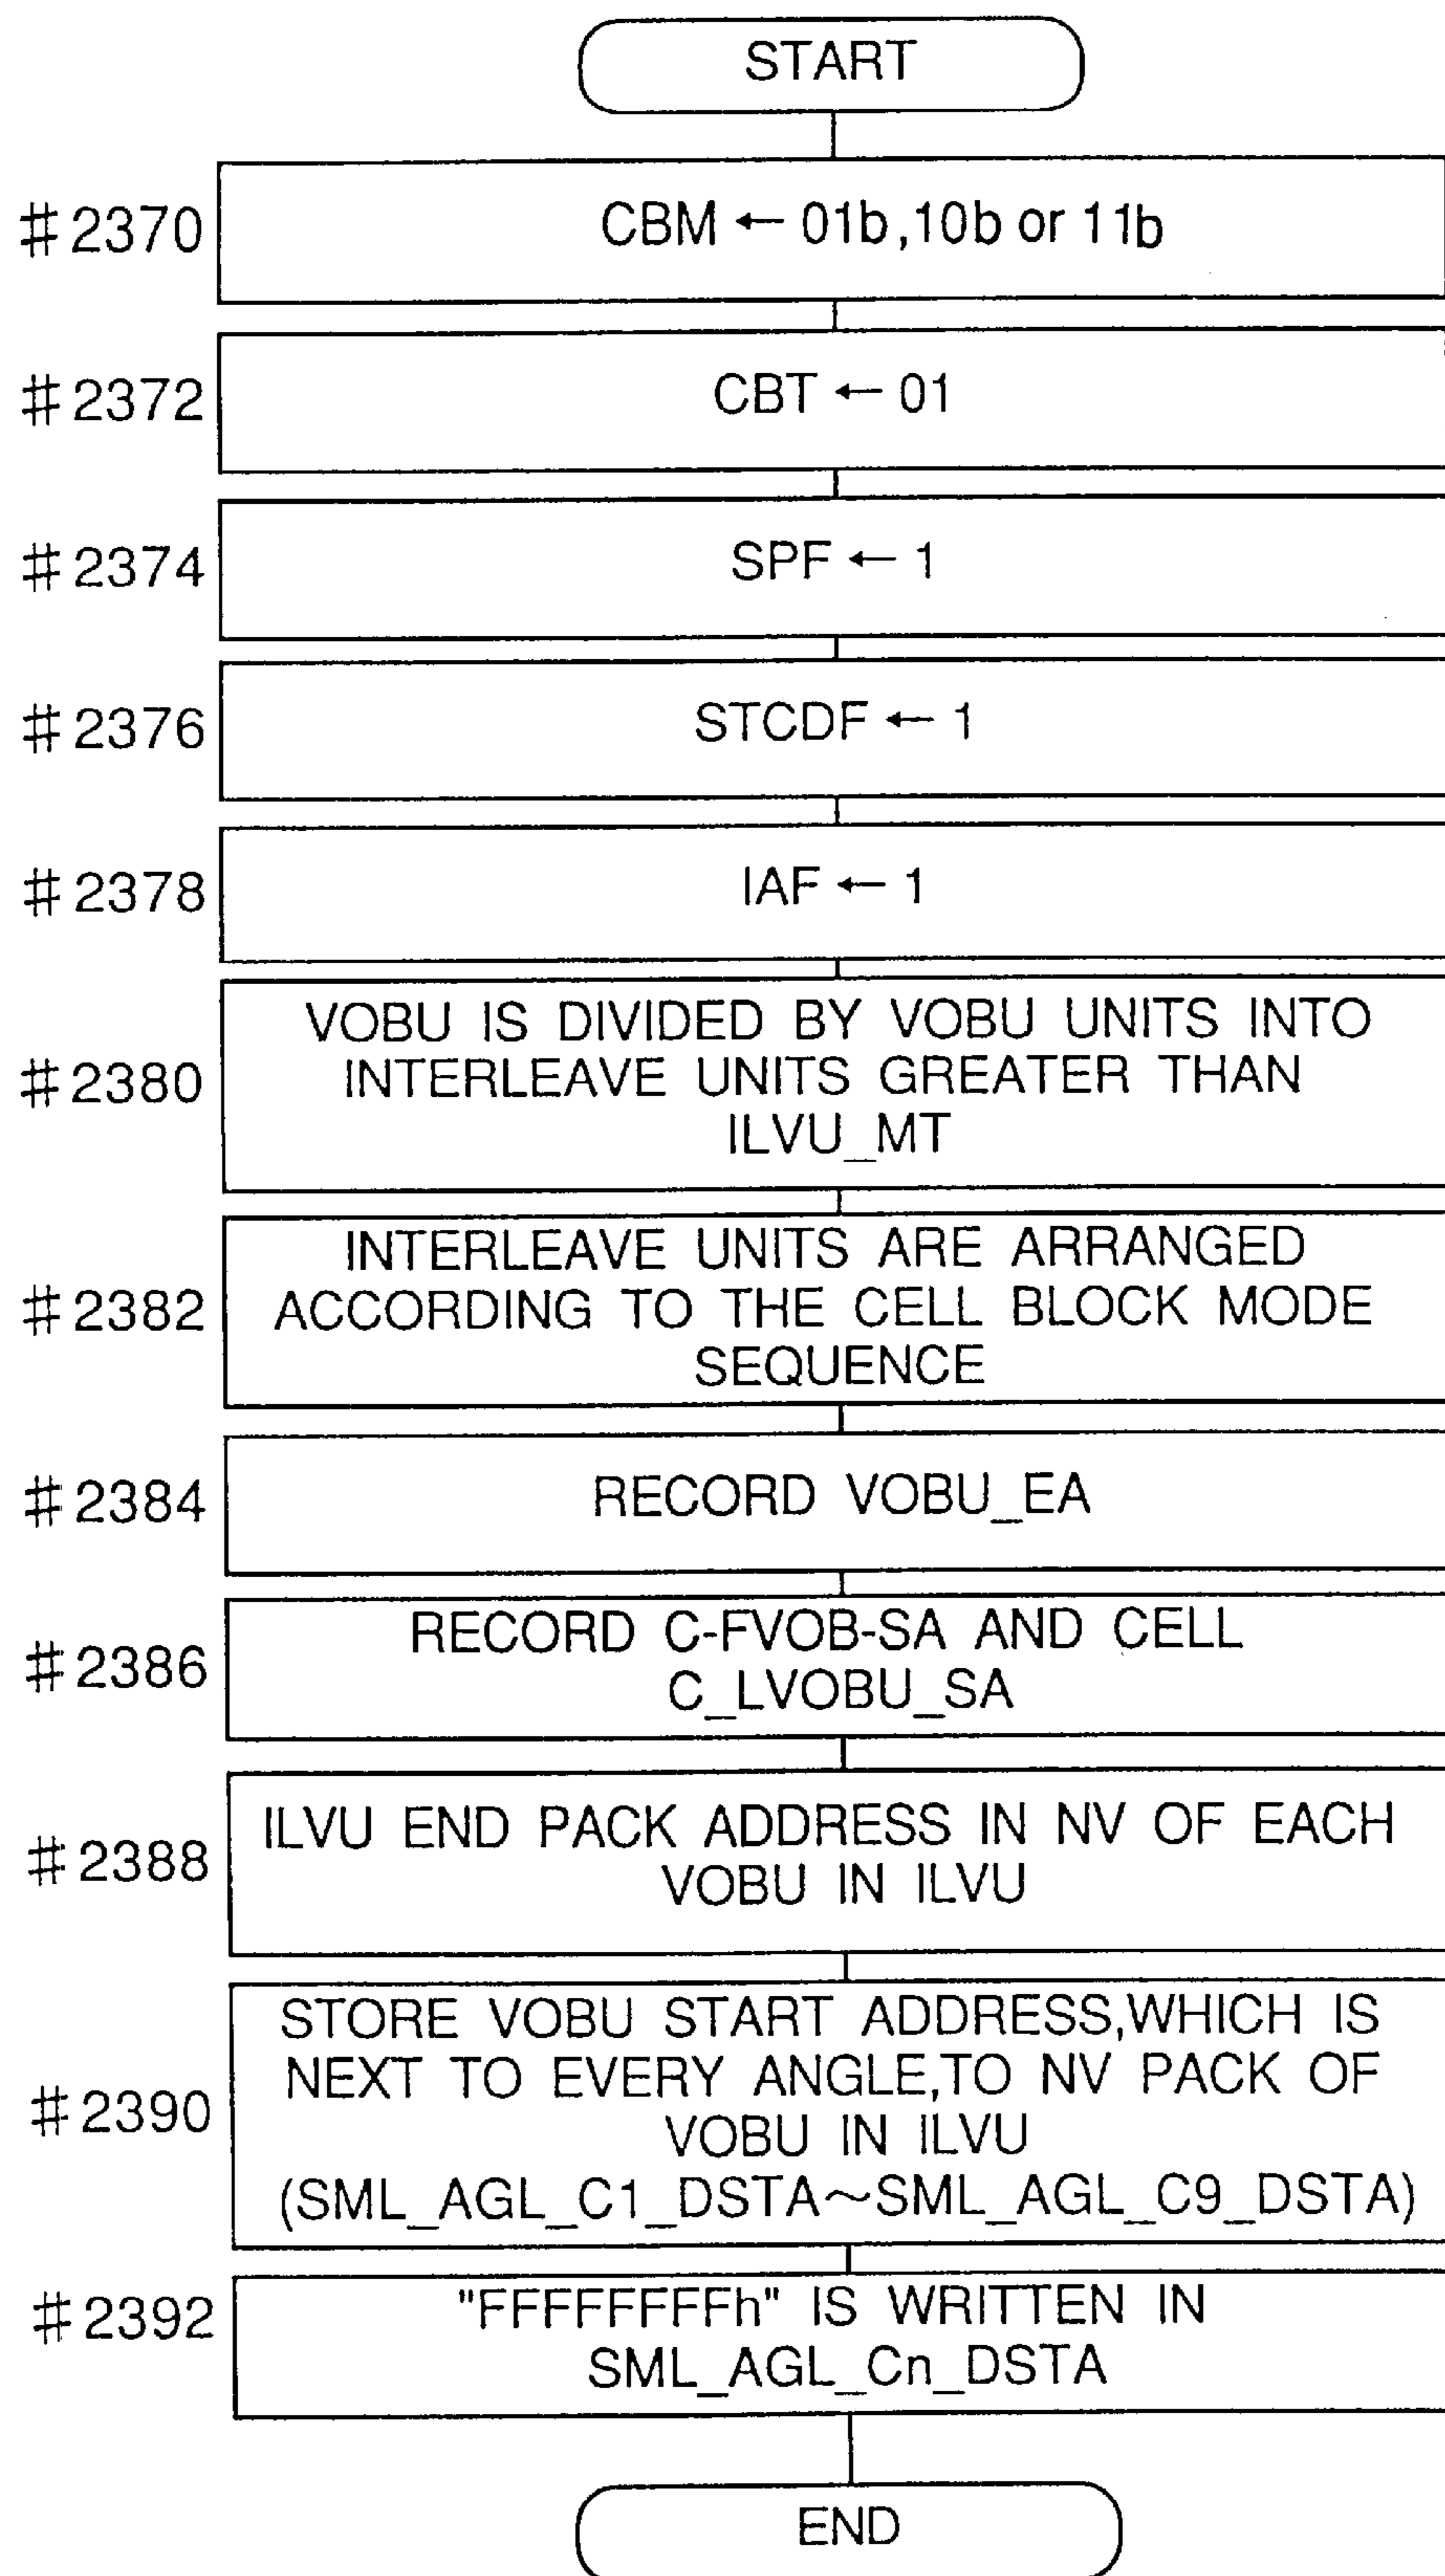 START
#2370
CBM ← 01b,10b or 11b
#2372
CBT ← 01
#2374
SPF ← 1
#2376
STCDF ← 1
#2378
IAF ← 1
#2380
VOBU IS DIVIDED BY VOBU UNITS INTO
INTERLEAVE UNITS GREATER THAN
ILVU_MT
#2382
INTERLEAVE UNITS ARE ARRANGED
ACCORDING TO THE CELL BLOCK MODE
SEQUENCE
#2384
RECORD VOBU_EA
#2386
RECORD C-FVOB-SA AND CELL
C_LVOBU_SA
#2388
ILVU END PACK ADDRESS IN NV OF EACH
VOBU IN ILVU
#2390
STORE VOBU START ADDRESS,WHICH IS
NEXT TO EVERY ANGLE,TO NV PACK OF
VOBU IN ILVU
(SML_AGL_C1_DSTA～SML_AGL_C9_DSTA)
#2392
"FFFFFFFFh" IS WRITTEN IN
SML_AGL_Cn_DSTA
END